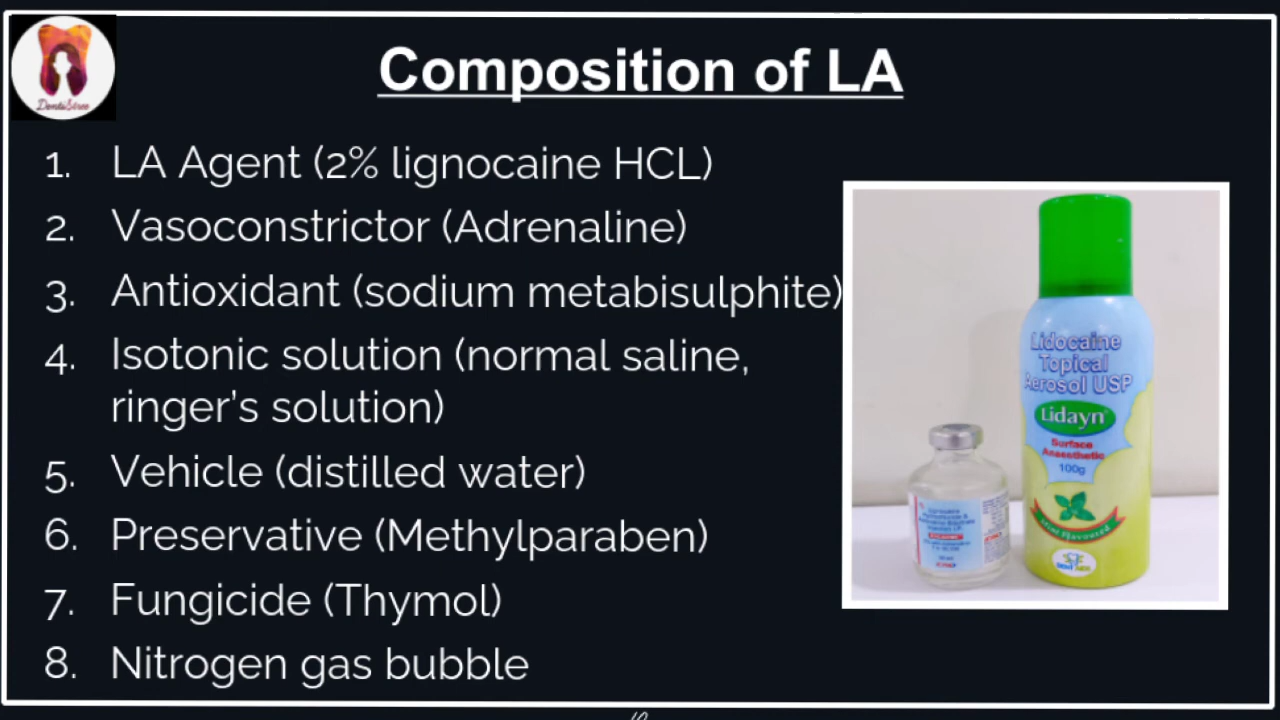 Composition of LA
1. LA Agent (2% lignocaine HCL)
2. Vasoconstrictor (Adrenaline)
3. Antioxidant (sodium metabisulphite)
4. Isotonic solution (normal saline,
ringer's solution)
5. Vehicle (distilled water)
6. Preservative (Methylparaben)
7. Fungicide (Thymol)
8. Nitrogen gas bubble
Lidocaine
Topical
Aerosol USP
Lidayn
Surface
Anaesthetic
100g